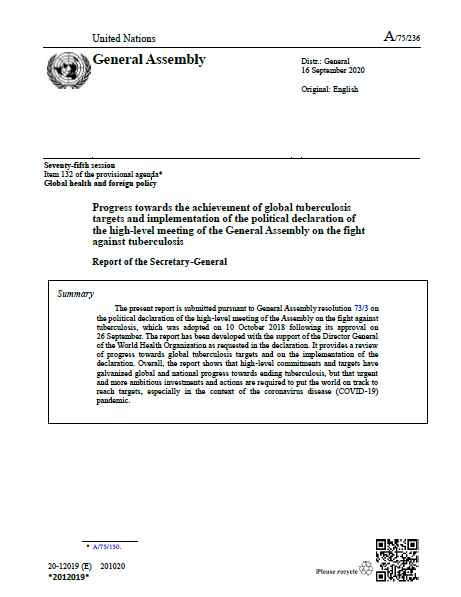 United Nations
A/75/236
General Assembly
Distr.: General
16 September 2020
Original: English
Seventy-fifth session
Item 132 of the provisional agenda*
Global health and foreign policy
Progress towards the achievement of global tuberculosis
targets and implementation of the political declaration of
the high-level meeting of the General Assembly on the fight
against tuberculosis
Report of the Secretary-General
Summary
The present report is submitted pursuant to General Assembly resolution 73/3 on
the political declaration of the high-level meeting of the Assembly on the fight against
tuberculosis, which was adopted on 10 October 2018 following its approval on
26 September. The report has been developed with the support of the Director General
of the World Health Organization as requested in the declaration. It provides a review
of progress towards global tuberculosis targets and on the implementation of the
declaration. Overall, the report shows that high-level commitments and targets have
galvanized global and national progress towards ending tuberculosis, but that urgent
and more ambitious investments and actions are required to put the world on track to
reach targets, especially in the context of the coronavirus disease (COVID-19)
pandemic.
* A/75/150.
20-12019 (E) 201020
*2012019*
Please recycle